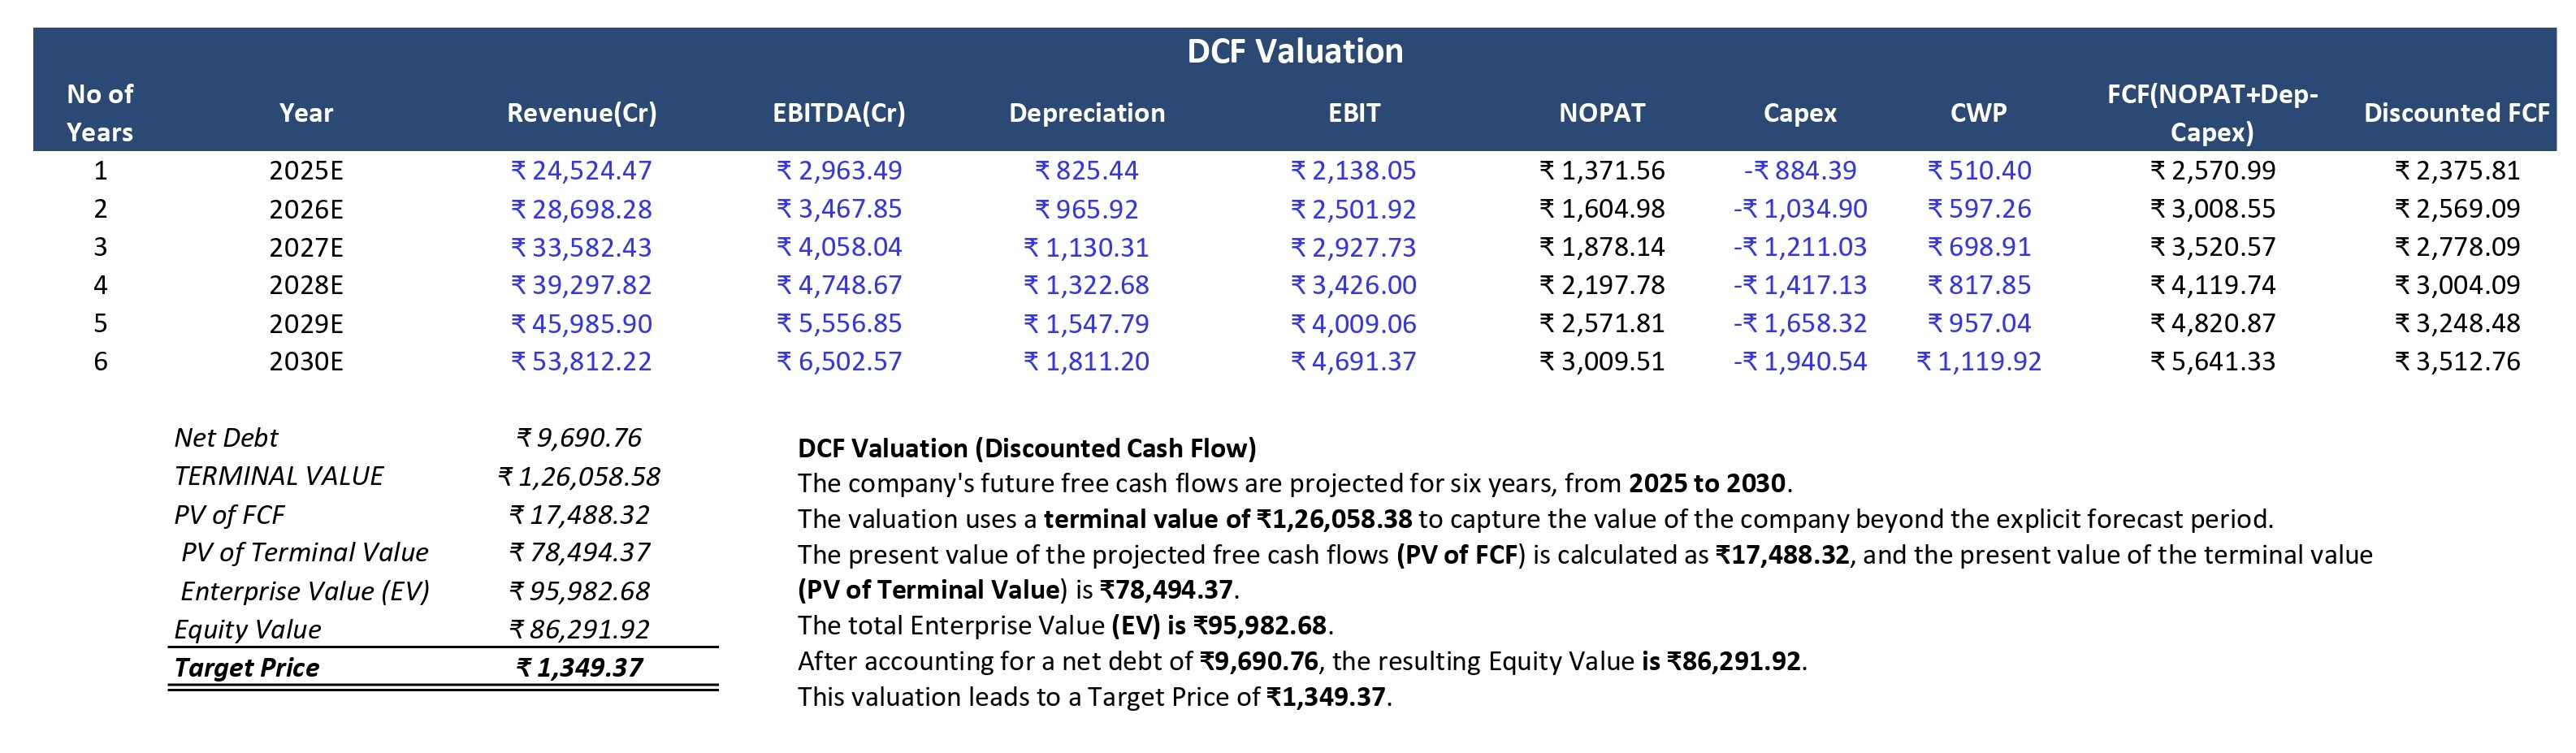 DCF Valuation
No of Years Year Revenue(Cr) EBITDA(Cr) Depreciation EBIT NOPAT Capex CWP FCF(NOPAT+Dep-Capex) Discounted FCF
1 2025E ₹ 24,524.47 ₹ 2,963.49 ₹ 825.44 ₹ 2,138.05 ₹ 1,371.56 -₹ 884.39 ₹ 510.40 ₹ 2,570.99 ₹ 2,375.81
2 2026E ₹ 28,698.28 ₹ 3,467.85 ₹ 965.92 ₹ 2,501.92 ₹ 1,604.98 -₹ 1,034.90 ₹ 597.26 ₹ 3,008.55 ₹ 2,569.09
3 2027E ₹ 33,582.43 ₹ 4,058.04 ₹ 1,130.31 ₹ 2,927.73 ₹ 1,878.14 -₹ 1,211.03 ₹ 698.91 ₹ 3,520.57 ₹ 2,778.09
4 2028E ₹ 39,297.82 ₹ 4,748.67 ₹ 1,322.68 ₹ 3,426.00 ₹ 2,197.78 -₹ 1,417.13 ₹ 817.85 ₹ 4,119.74 ₹ 3,004.09
5 2029E ₹ 45,985.90 ₹ 5,556.85 ₹ 1,547.79 ₹ 4,009.06 ₹ 2,571.81 -₹ 1,658.32 ₹ 957.04 ₹ 4,820.87 ₹ 3,248.48
6 2030E ₹ 53,812.22 ₹ 6,502.57 ₹ 1,811.20 ₹ 4,691.37 ₹ 3,009.51 -₹ 1,940.54 ₹ 1,119.92 ₹ 5,641.33 ₹ 3,512.76
Net Debt ₹ 9,690.76
TERMINAL VALUE ₹ 1,26,058.58
PV of FCF ₹ 17,488.32
PV of Terminal Value ₹ 78,494.37
Enterprise Value (EV) ₹ 95,982.68
Equity Value ₹ 86,291.92
Target Price ₹ 1,349.37
DCF Valuation (Discounted Cash Flow)
The company's future free cash flows are projected for six years, from 2025 to 2030.
The valuation uses a terminal value of ₹1,26,058.38 to capture the value of the company beyond the explicit forecast period.
The present value of the projected free cash flows (PV of FCF) is calculated as ₹17,488.32, and the present value of the terminal value
(PV of Terminal Value) is ₹78,494.37.
The total Enterprise Value (EV) is ₹95,982.68.
After accounting for a net debt of ₹9,690.76, the resulting Equity Value is ₹86,291.92.
This valuation leads to a Target Price of ₹1,349.37.